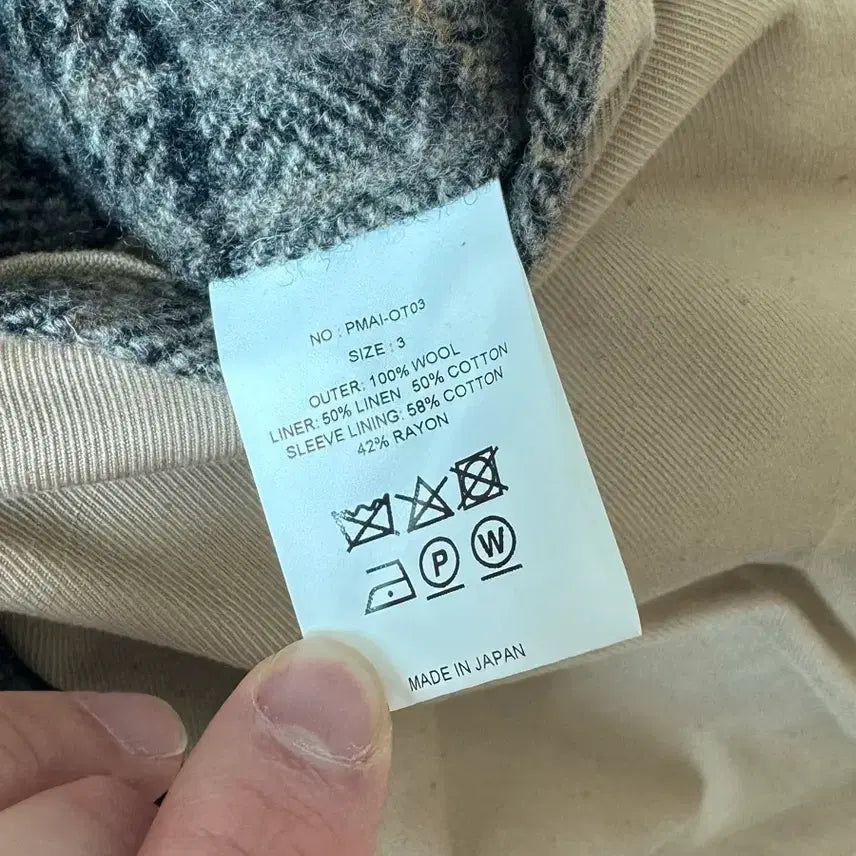 NO : PMAI-OT03
SIZE : 3
OUTER: 100% WOOL
LINER: 50% LINEN 50% COTTON
SLEEVE LINING: 58% COTTON
42% RAYON
P W
MADE IN JAPAN